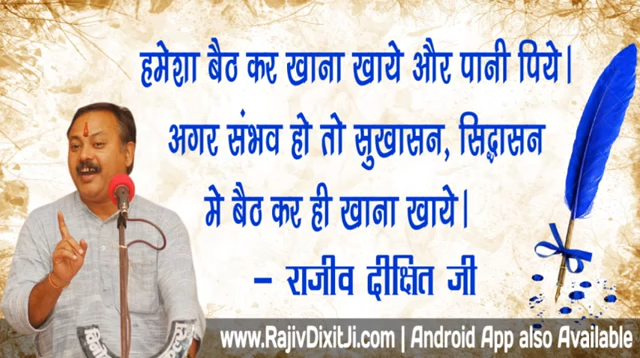 हमेशा बैठ कर खाना खाये और पानी पिये।
अगर संभव हो तो सुखासन, सिद्धासन
मे बैठ कर ही खाना खाये।
– राजीव दीक्षित जी
www.RajivDixitJi.com | Android App also Available